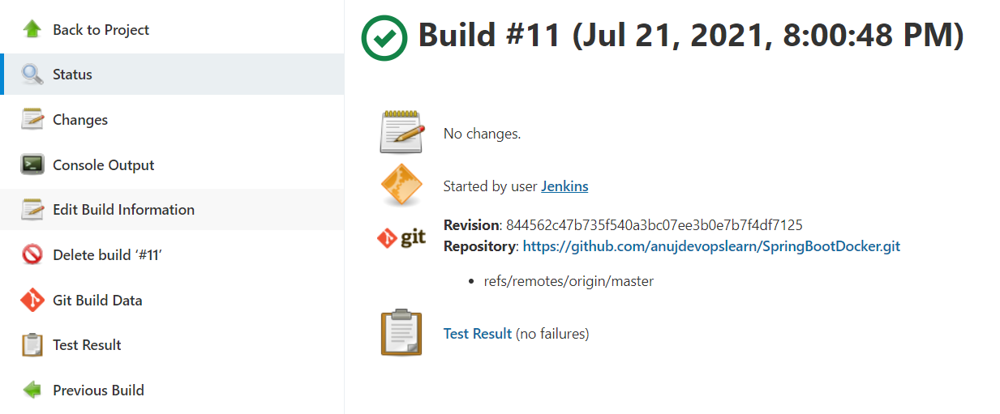 Back to Project
Status
Changes
Console Output
Edit Build Information
Delete build ‘#11’
Git Build Data
Test Result
Previous Build
Build #11 (Jul 21, 2021, 8:00:48 PM)
No changes.
Started by user Jenkins
git
Revision: 844562c47b735f540a3bc07ee3b0e7b7f4df7125
Repository: https://github.com/anujdevopslearn/SpringBootDocker.git
• refs/remotes/origin/master
Test Result (no failures)